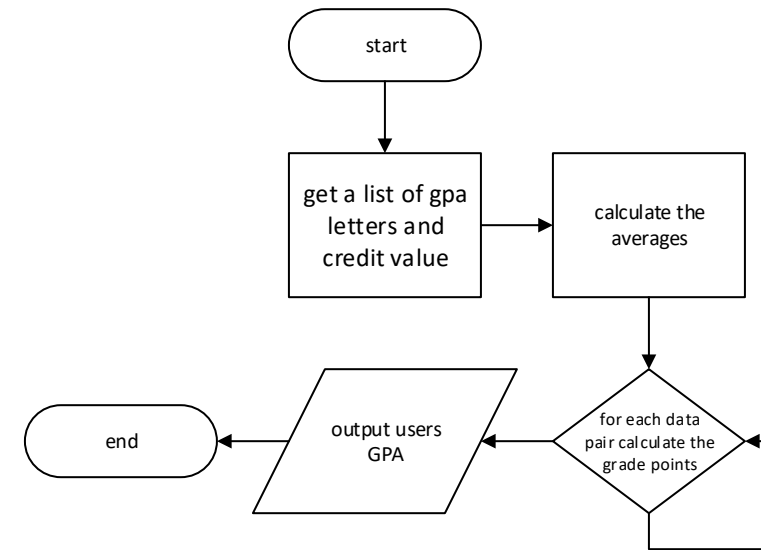 start
get a list of gpa
letters and
credit value
calculate the
averages
for each data
pair calculate the
grade points
output users
GPA
end